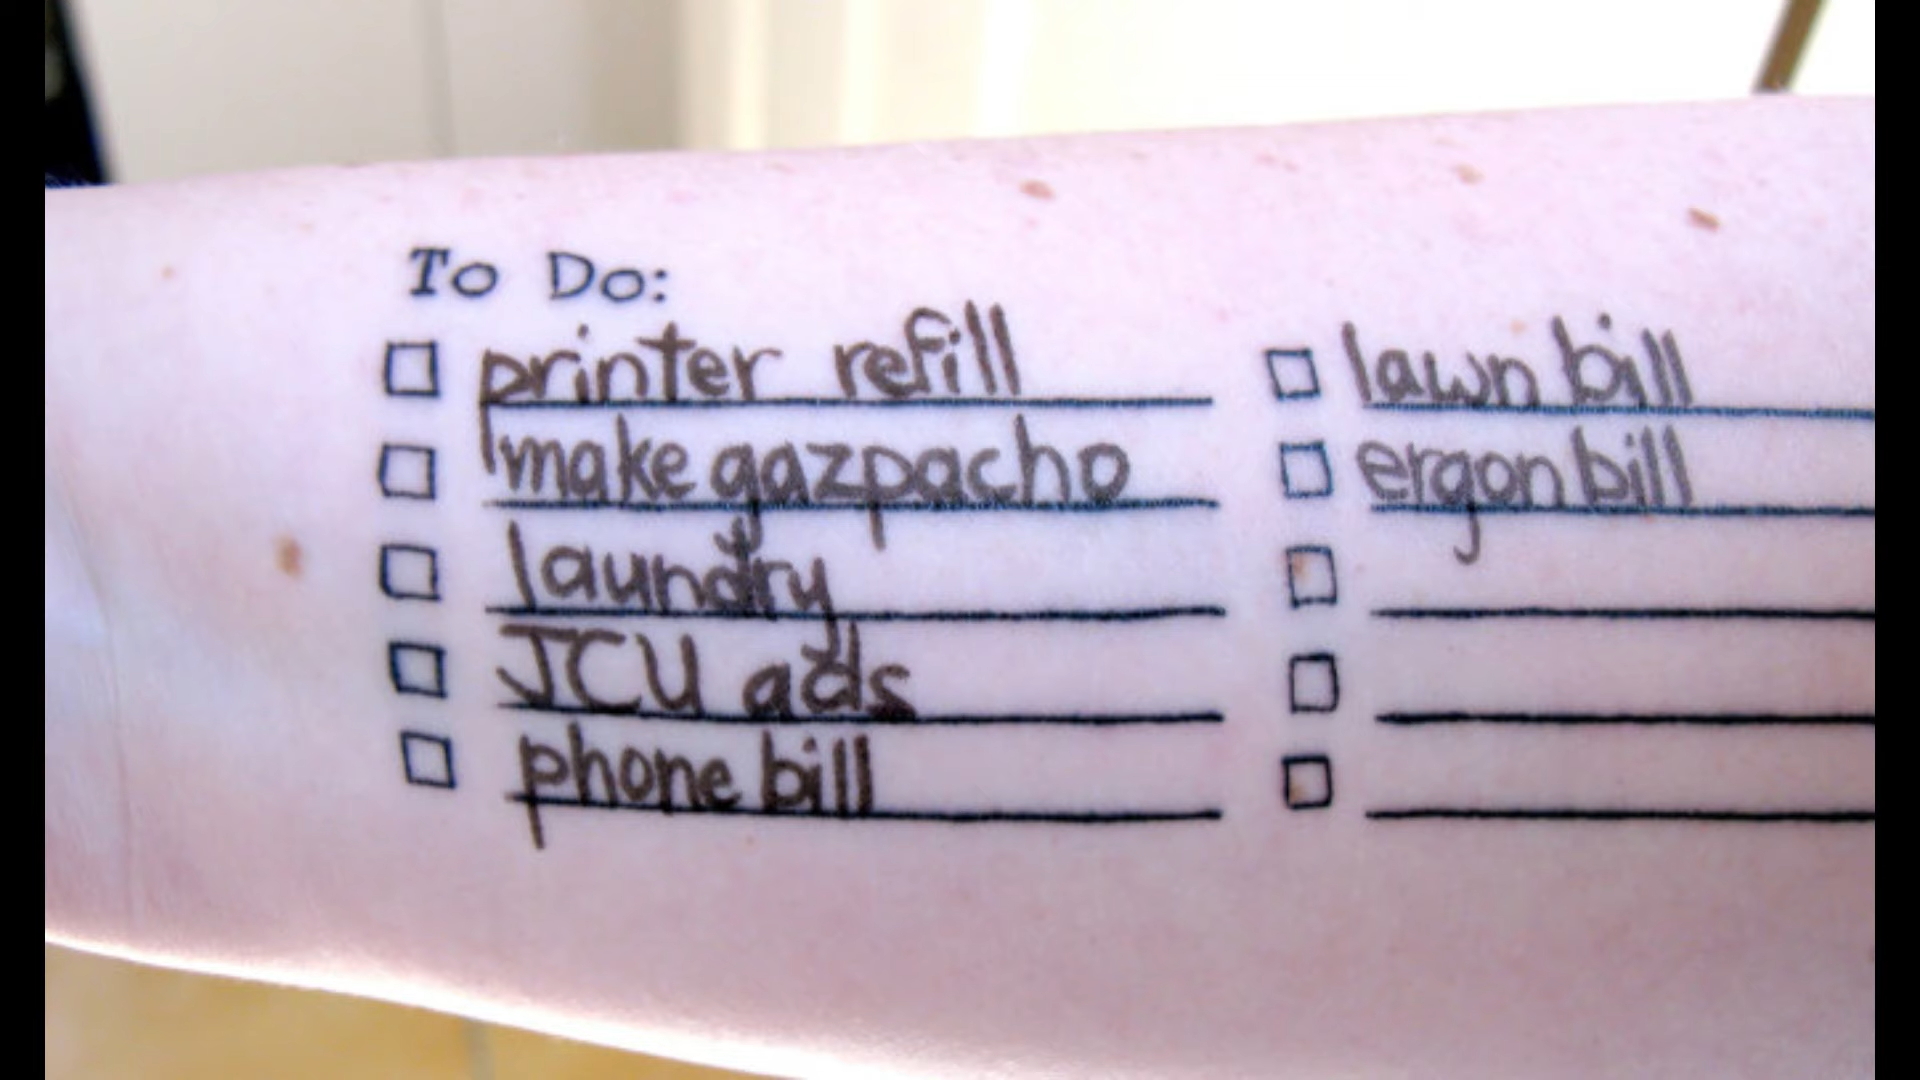 To Do:
printer refill
make gazpacho
laundry
JCU ads
phone bill
lawn bill
ergon bill